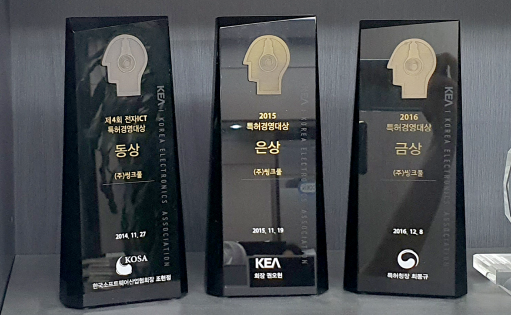 제4회 전자ICT
특허경영대상
동상
(주)씽크풀
2014. 11. 27
KOSA
한국소프트웨어산업협회장 조현정
KEA | KOREA ELECTRONICS ASSOCIATION
2015
특허경영대상
은상
(주)씽크풀
2015. 11. 19
KEA
회장 권오현
KEA | KOREA ELECTRONICS ASSOCIATION
2016
특허경영대상
금상
(주)씽크풀
2016. 12. 8
특허청장 최동규
KEA | KOREA ELECTRONICS ASSOCIATION